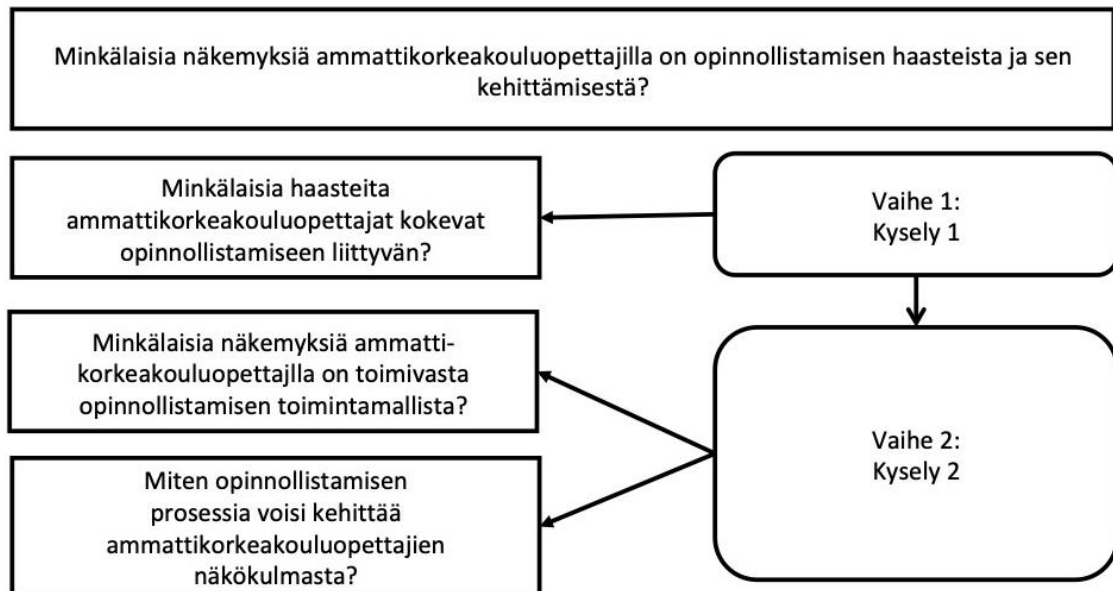 Minkälaisia näkemyksiä ammattikorkeakouluopettajilla on opinnollistamisen haasteista ja sen
kehittämisestä?
Minkälaisia haasteita
ammattikorkeakouluopettajat kokevat
opinnollistamiseen liittyvän?
Vaihe 1:
Kysely 1
Minkälaisia näkemyksiä ammatti-
korkeakouluopettajlla on toimivasta
opinnollistamisen toimintamallista?
Vaihe 2:
Kysely 2
Miten opinnollistamisen
prosessia voisi kehittää
ammattikorkeakouluopettajien
näkökulmasta?